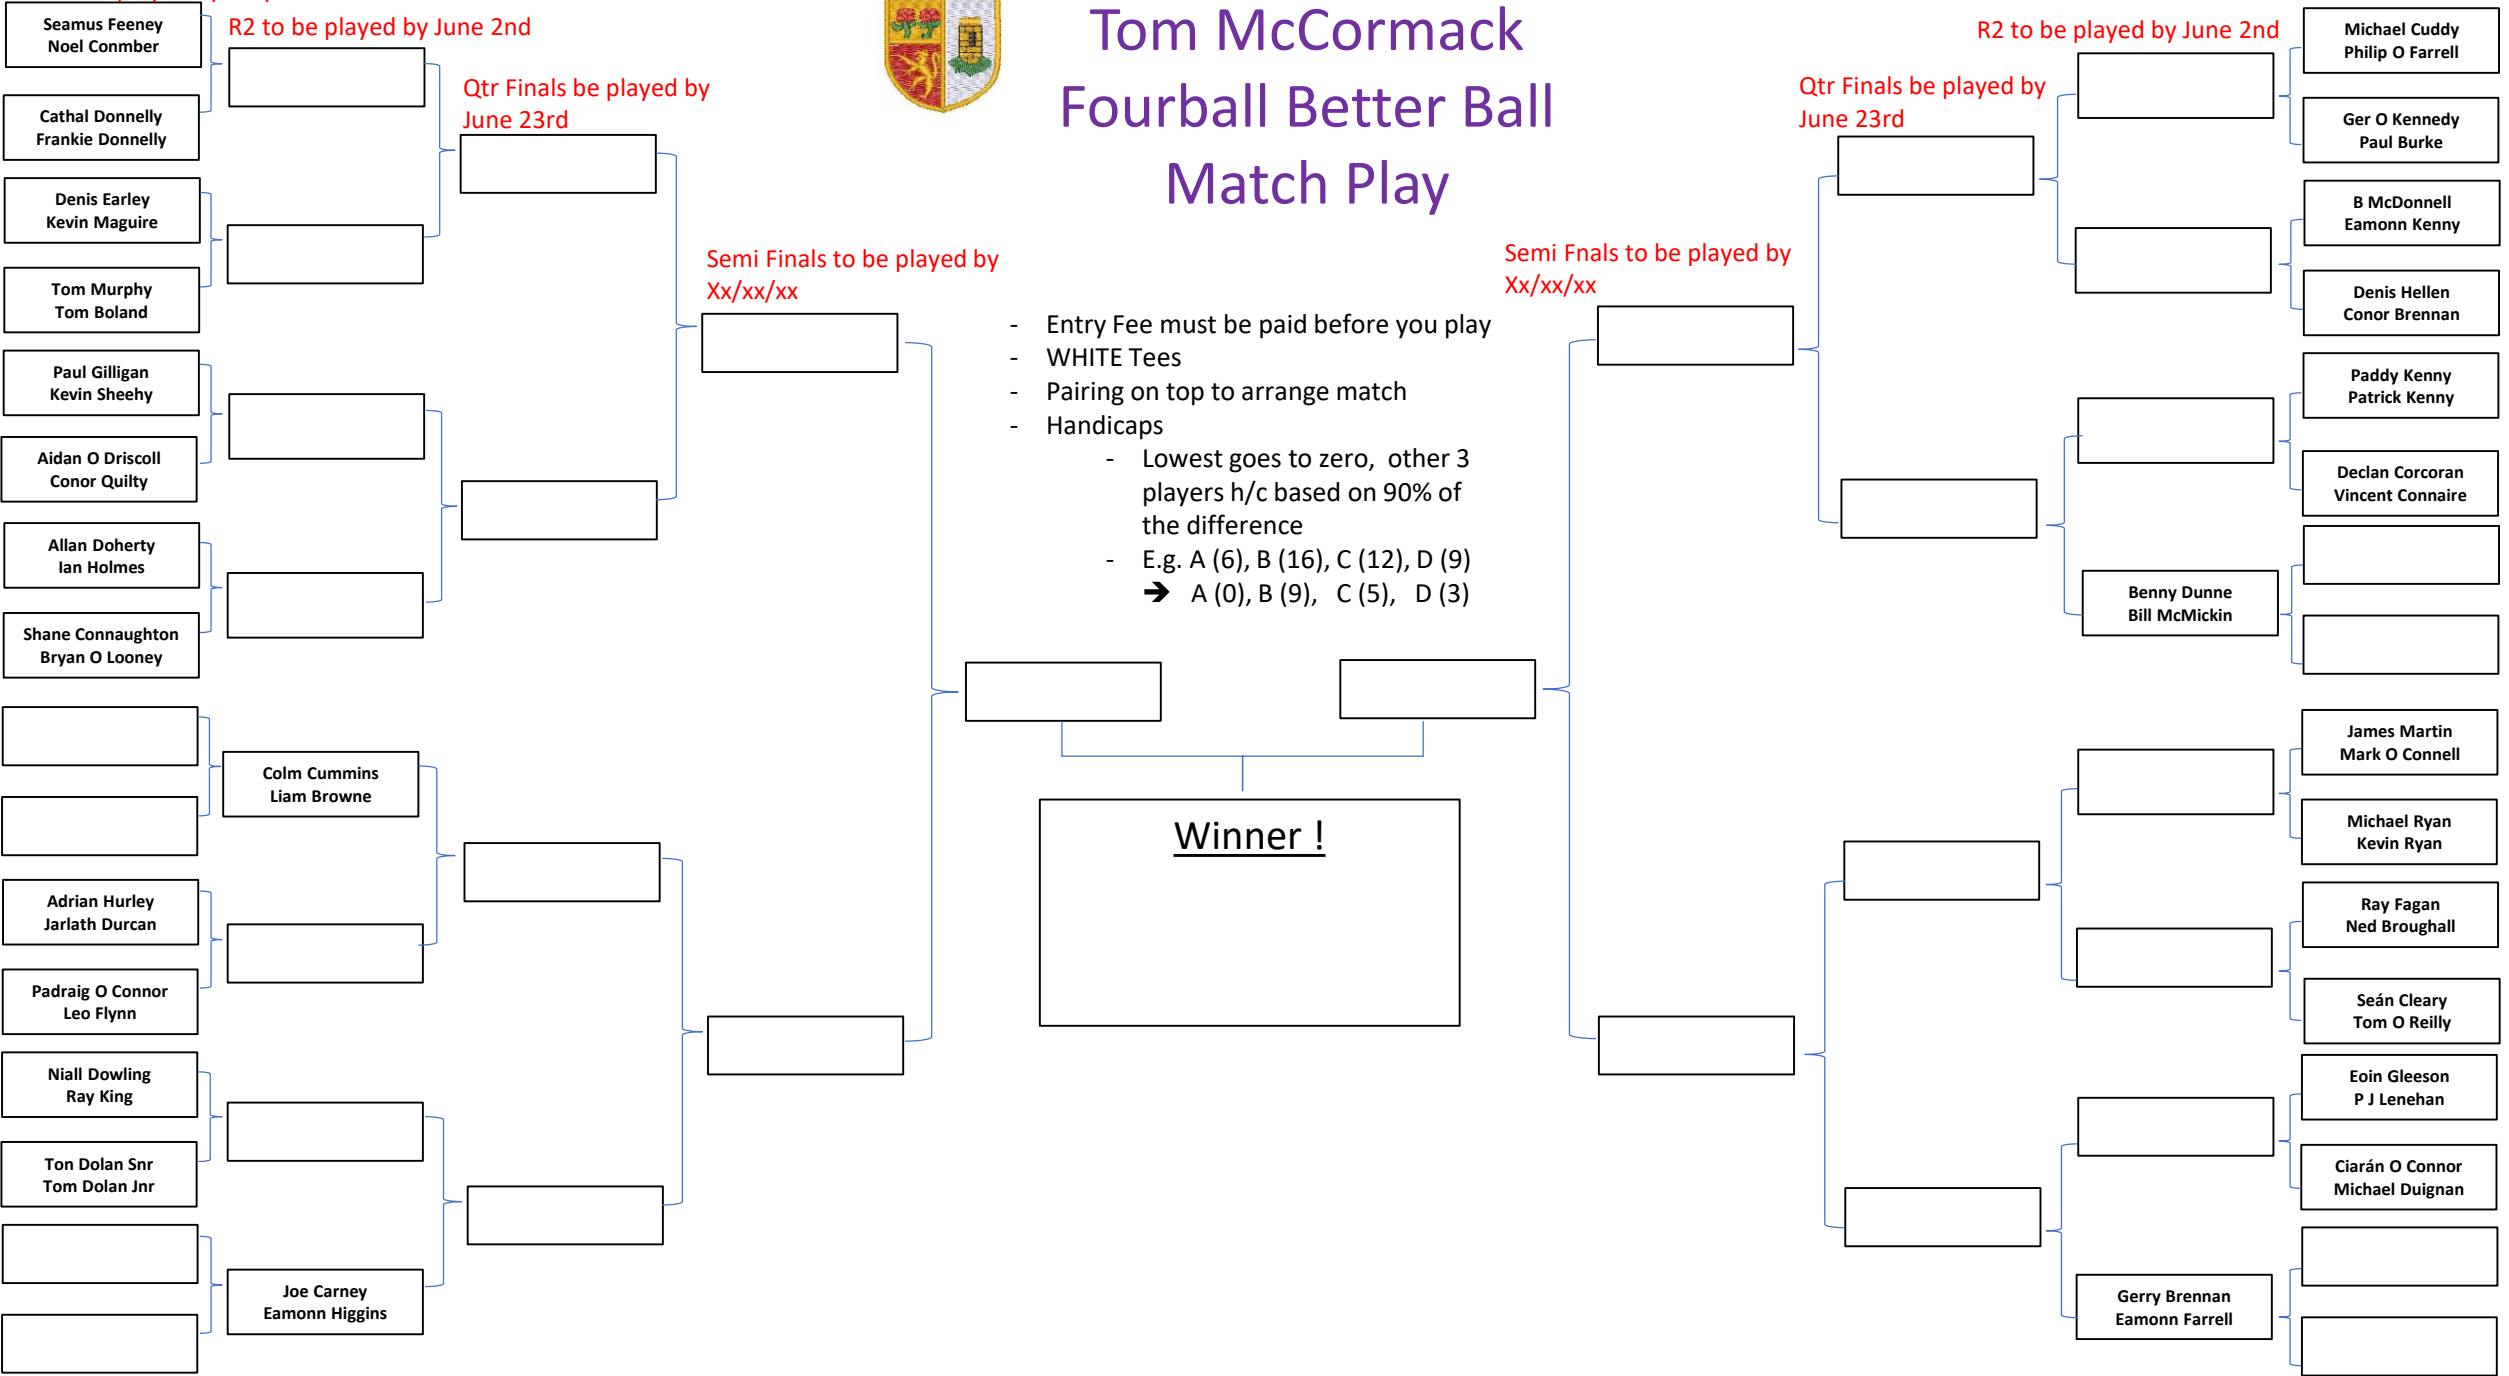 Seamus Feeney
Noel Conmber
Cathal Donnelly
Frankie Donnelly
Denis Earley
Kevin Maguire
Tom Murphy
Tom Boland
Paul Gilligan
Kevin Sheehy
Aidan O Driscoll
Conor Quilty
Allan Doherty
Ian Holmes
Shane Connaughton
Bryan O Looney
Adrian Hurley
Jarlath Durcan
Padraig O Connor
Leo Flynn
Niall Dowling
Ray King
Ton Dolan Snr
Tom Dolan Jnr
R2 to be played by June 2nd
Colm Cummins
Liam Browne
Joe Carney
Eamonn Higgins
Qtr Finals be played by
June 23rd
Semi Finals to be played by
Xx/xx/xx
Tom McCormack
Fourball Better Ball
Match Play
- Entry Fee must be paid before you play
- WHITE Tees
- Pairing on top to arrange match
- Handicaps
- Lowest goes to zero, other 3
players h/c based on 90% of
the difference
- E.g. A (6), B (16), C (12), D (9)
➔ A (0), B (9), C (5), D (3)
Winner !
Semi Fnals to be played by
Xx/xx/xx
Qtr Finals be played by
June 23rd
R2 to be played by June 2nd
Benny Dunne
Bill McMickin
Gerry Brennan
Eamonn Farrell
Michael Cuddy
Philip O Farrell
Ger O Kennedy
Paul Burke
B McDonnell
Eamonn Kenny
Denis Hellen
Conor Brennan
Paddy Kenny
Patrick Kenny
Declan Corcoran
Vincent Connaire
James Martin
Mark O Connell
Michael Ryan
Kevin Ryan
Ray Fagan
Ned Broughall
Seán Cleary
Tom O Reilly
Eoin Gleeson
P J Lenehan
Ciarán O Connor
Michael Duignan